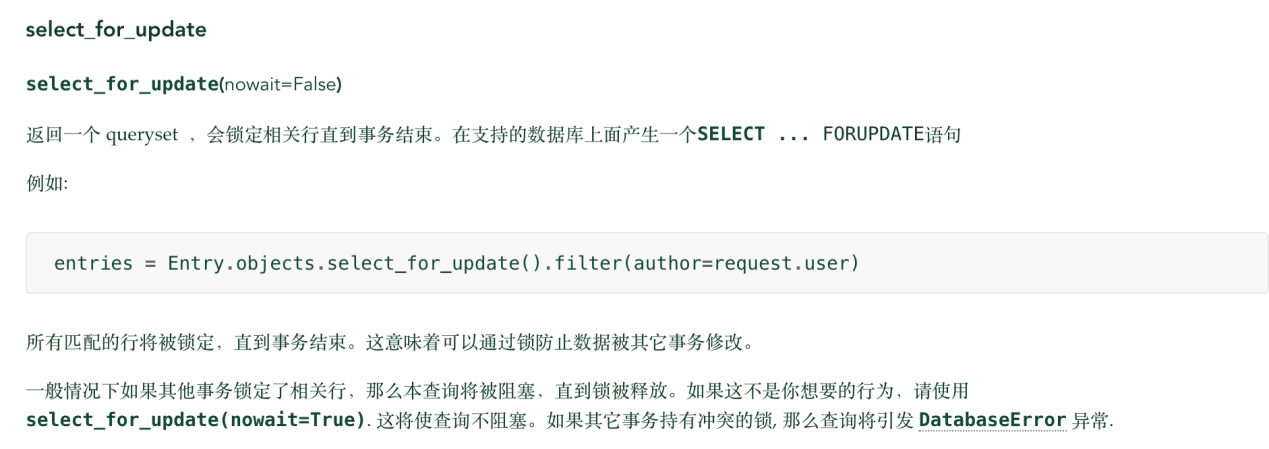 select_for_update
select_for_update(nowait=False)
返回一个 queryset ，会锁定相关行直到事务结束。在支持的数据库上面产生一个SELECT ... FORUPDATE语句
例如:
entries = Entry.objects.select_for_update().filter(author=request.user)
所有匹配的行将被锁定，直到事务结束。这意味着可以通过锁防止数据被其它事务修改。
一般情况下如果其他事务锁定了相关行，那么本查询将被阻塞，直到锁被释放。如果这不是你想要的行为，请使用
select_for_update(nowait=True). 这将使查询不阻塞。如果其它事务持有冲突的锁, 那么查询将引发 DatabaseError 异常.